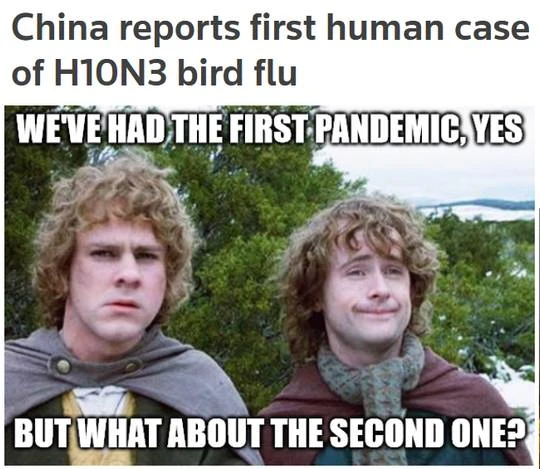 China reports first human case
of H10N3 bird flu
WE'VE HAD THE FIRST PANDEMIC, YES
BUT WHAT ABOUT THE SECOND ONE?